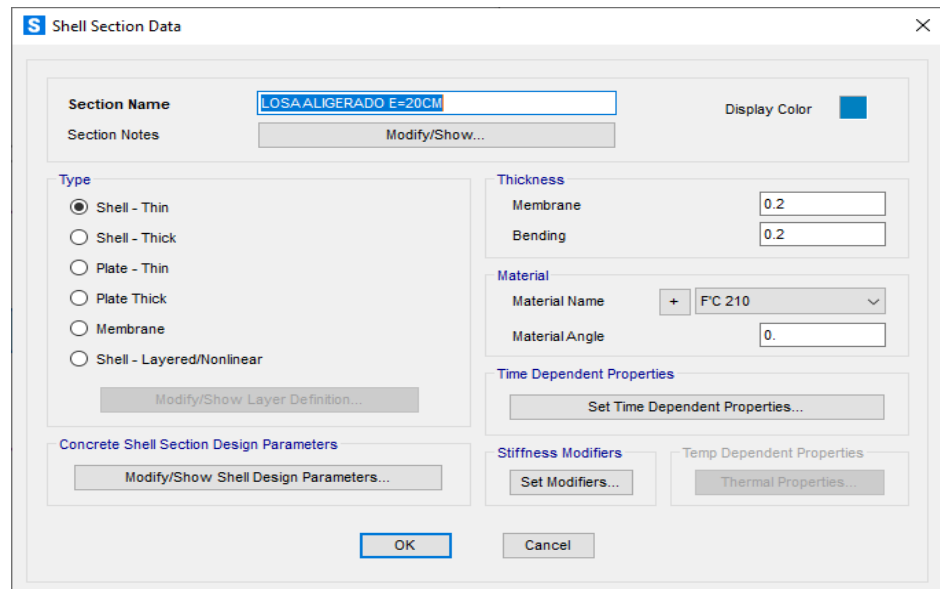 S Shell Section Data
Section Name LOSA ALIGERADO E=20CM Display Color
Section Notes Modify/Show...
Type
Shell - Thin
Shell - Thick
Plate - Thin
Plate Thick
Membrane
Shell - Layered/Nonlinear
Modify/Show Layer Definition...
Concrete Shell Section Design Parameters
Modify/Show Shell Design Parameters...
Thickness
Membrane 0.2
Bending 0.2
Material
Material Name + F'C 210
Material Angle 0.
Time Dependent Properties
Set Time Dependent Properties...
Stiffness Modifiers
Set Modifiers...
Temp Dependent Properties
Thermal Properties...
OK Cancel